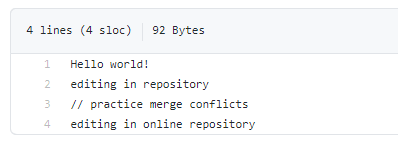 4 lines (4 sloc) 92 Bytes
1 Hello world!
2 editing in repository
3 // practice merge conflicts
4 editing in online repository